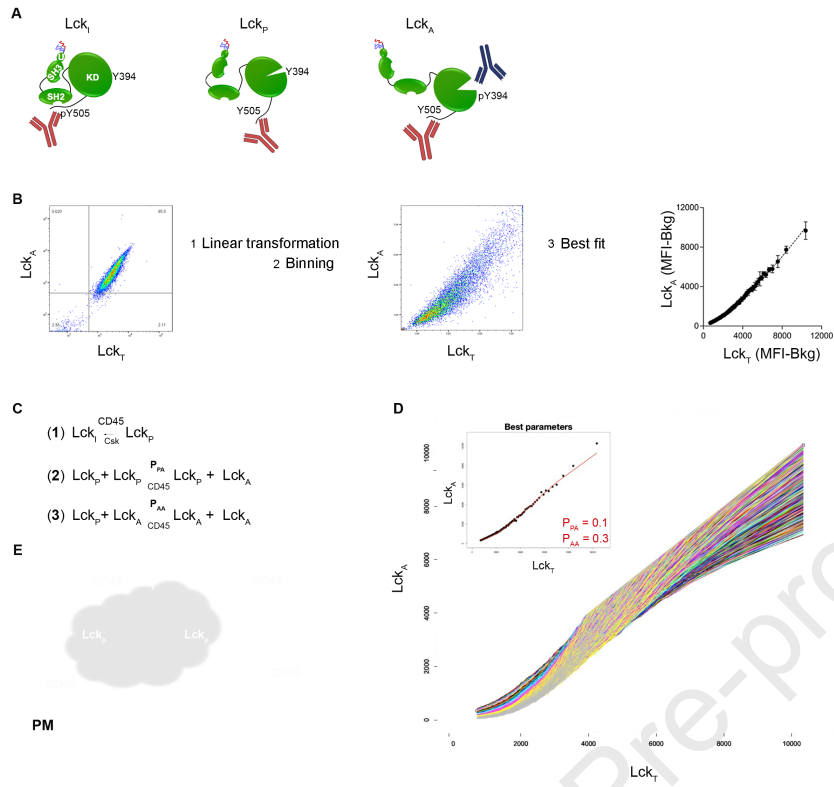 A
Lck_I
Lck_P
Lck_A
U
SH3
SH2
KD
Y394
pY505
Y394
Y505
Y505
pY394
B
Lck_A
Lck_T
1 Linear transformation
2 Binning
Lck_A
Lck_T
3 Best fit
Lck_A (MFI-Bkg)
12000
8000
4000
0
0 4000 8000 12000
Lck_T (MFI-Bkg)
C
(1) Lck_I CD45 ← Csk Lck_P
(2) Lck_P + Lck_P P_PA CD45 Lck_P + Lck_A
(3) Lck_P + Lck_A P_AA CD45 Lck_A + Lck_A
D
Best parameters
Lck_A
Lck_T
P_PA = 0.1
P_AA = 0.3
Lck_A
10000
8000
6000
4000
2000
0
0 2000 4000 6000 8000 10000
Lck_T
E
CD45
CD45
CD45
PM
Pre-pro